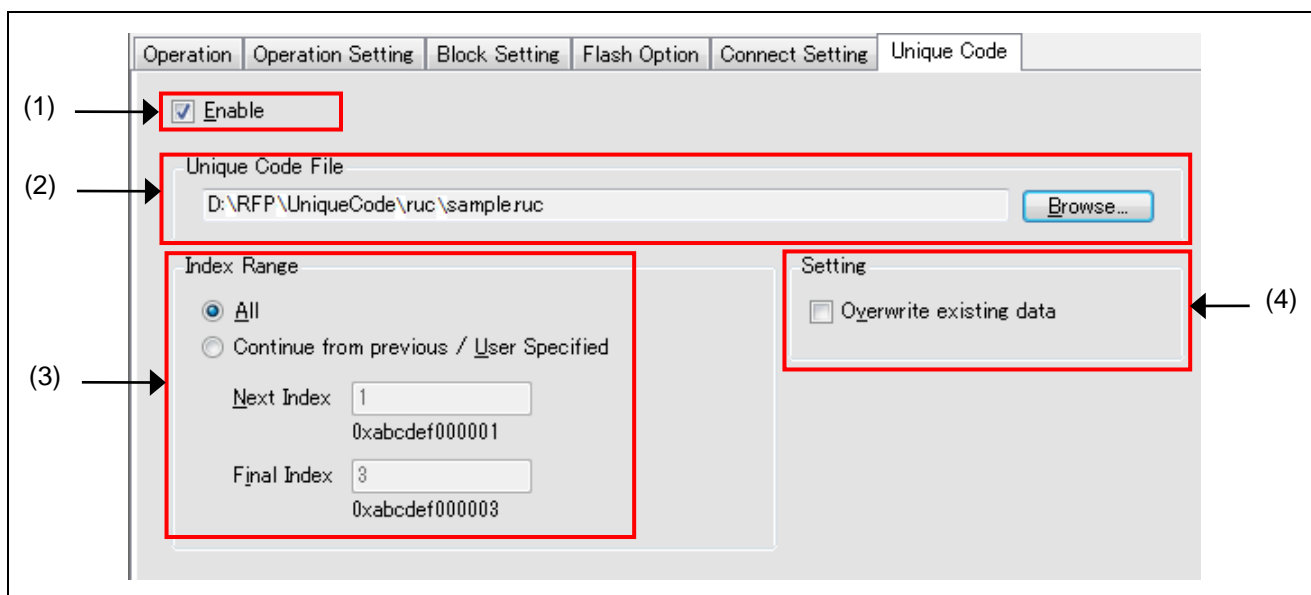 Operation Operation Setting Block Setting Flash Option Connect Setting Unique Code
(1) Enable
Unique Code File
(2) D:\RFP\UniqueCode\ruc\sample.ruc Browse...
Index Range Setting
All Overwrite existing data (4)
Continue from previous / User Specified
(3)
Next Index 1
0xabcdef000001
Final Index 3
0xabcdef000003